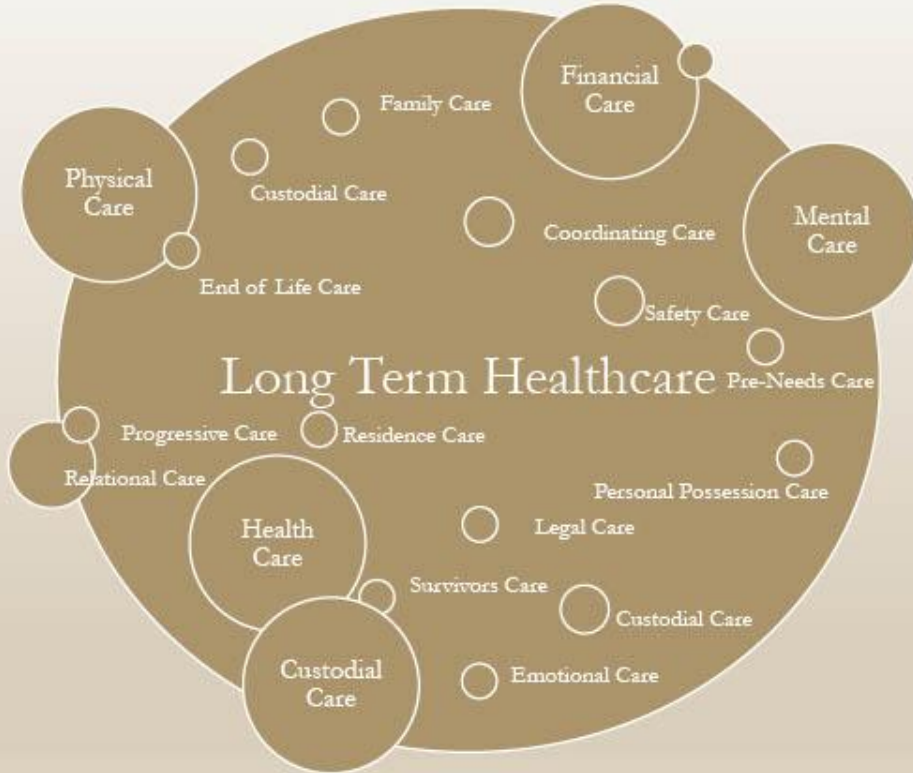 Financial
Care
Family Care
Physical
Care
Custodial Care
Mental
Care
Coordinating Care
End of Life Care
Safety Care
Long Term Healthcare
Pre-Needs Care
Progressive Care
Residence Care
Relational Care
Personal Possession Care
Health
Care
Legal Care
Survivors Care
Custodial Care
Custodial
Care
Emotional Care